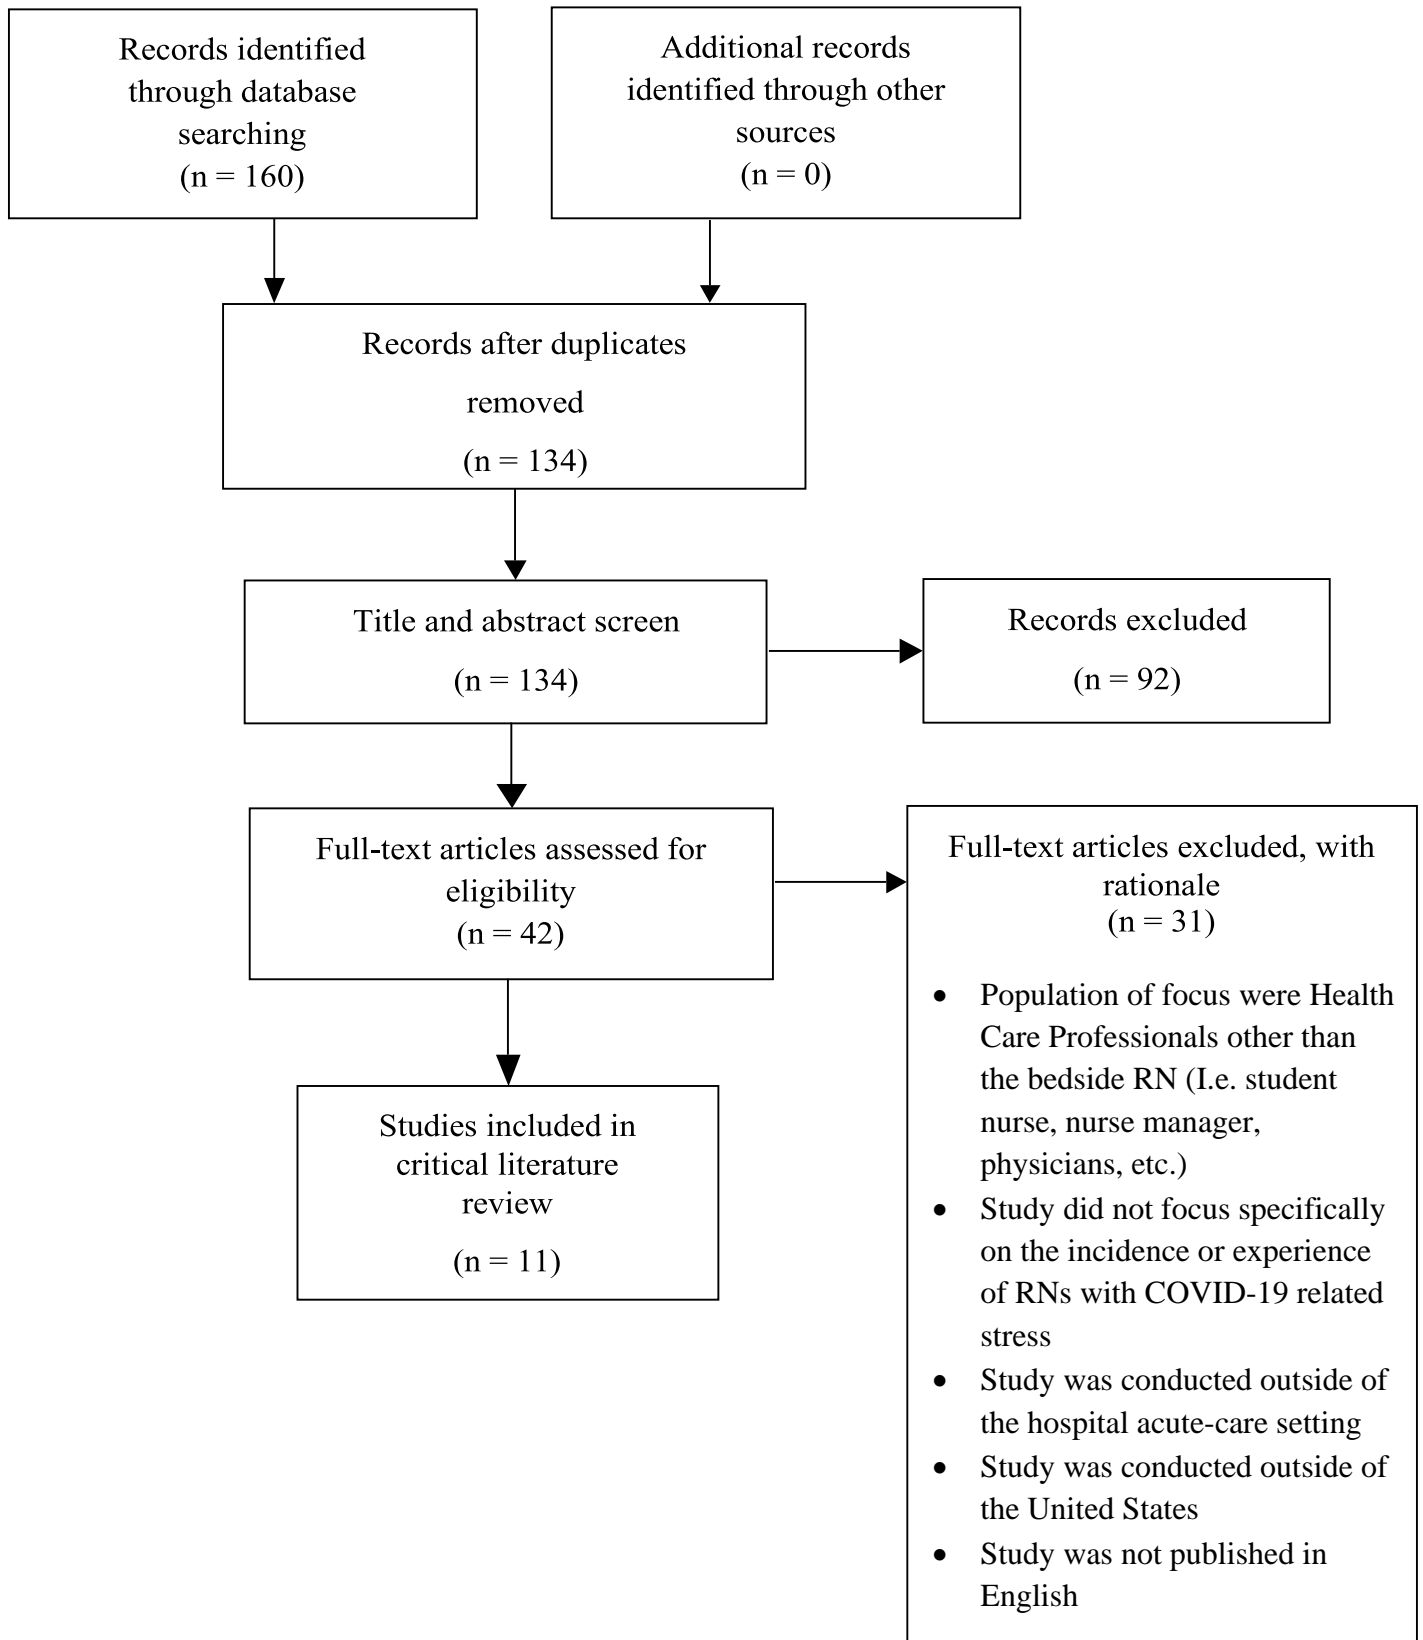 Records identified
through database
searching
(n = 160)
Additional records
identified through other
sources
(n = 0)
Records after duplicates
removed
(n = 134)
Title and abstract screen
(n = 134)
Records excluded
(n = 92)
Full-text articles assessed for
eligibility
(n = 42)
Full-text articles excluded, with
rationale
(n = 31)
• Population of focus were Health
Care Professionals other than
the bedside RN (I.e. student
nurse, nurse manager,
physicians, etc.)
• Study did not focus specifically
on the incidence or experience
of RNs with COVID-19 related
stress
• Study was conducted outside of
the hospital acute-care setting
• Study was conducted outside of
the United States
• Study was not published in
English
Studies included in
critical literature
review
(n = 11)